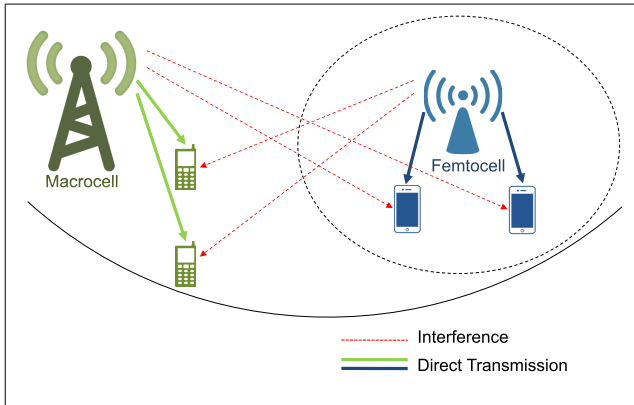 Macrocell
Femtocell
Interference
Direct Transmission